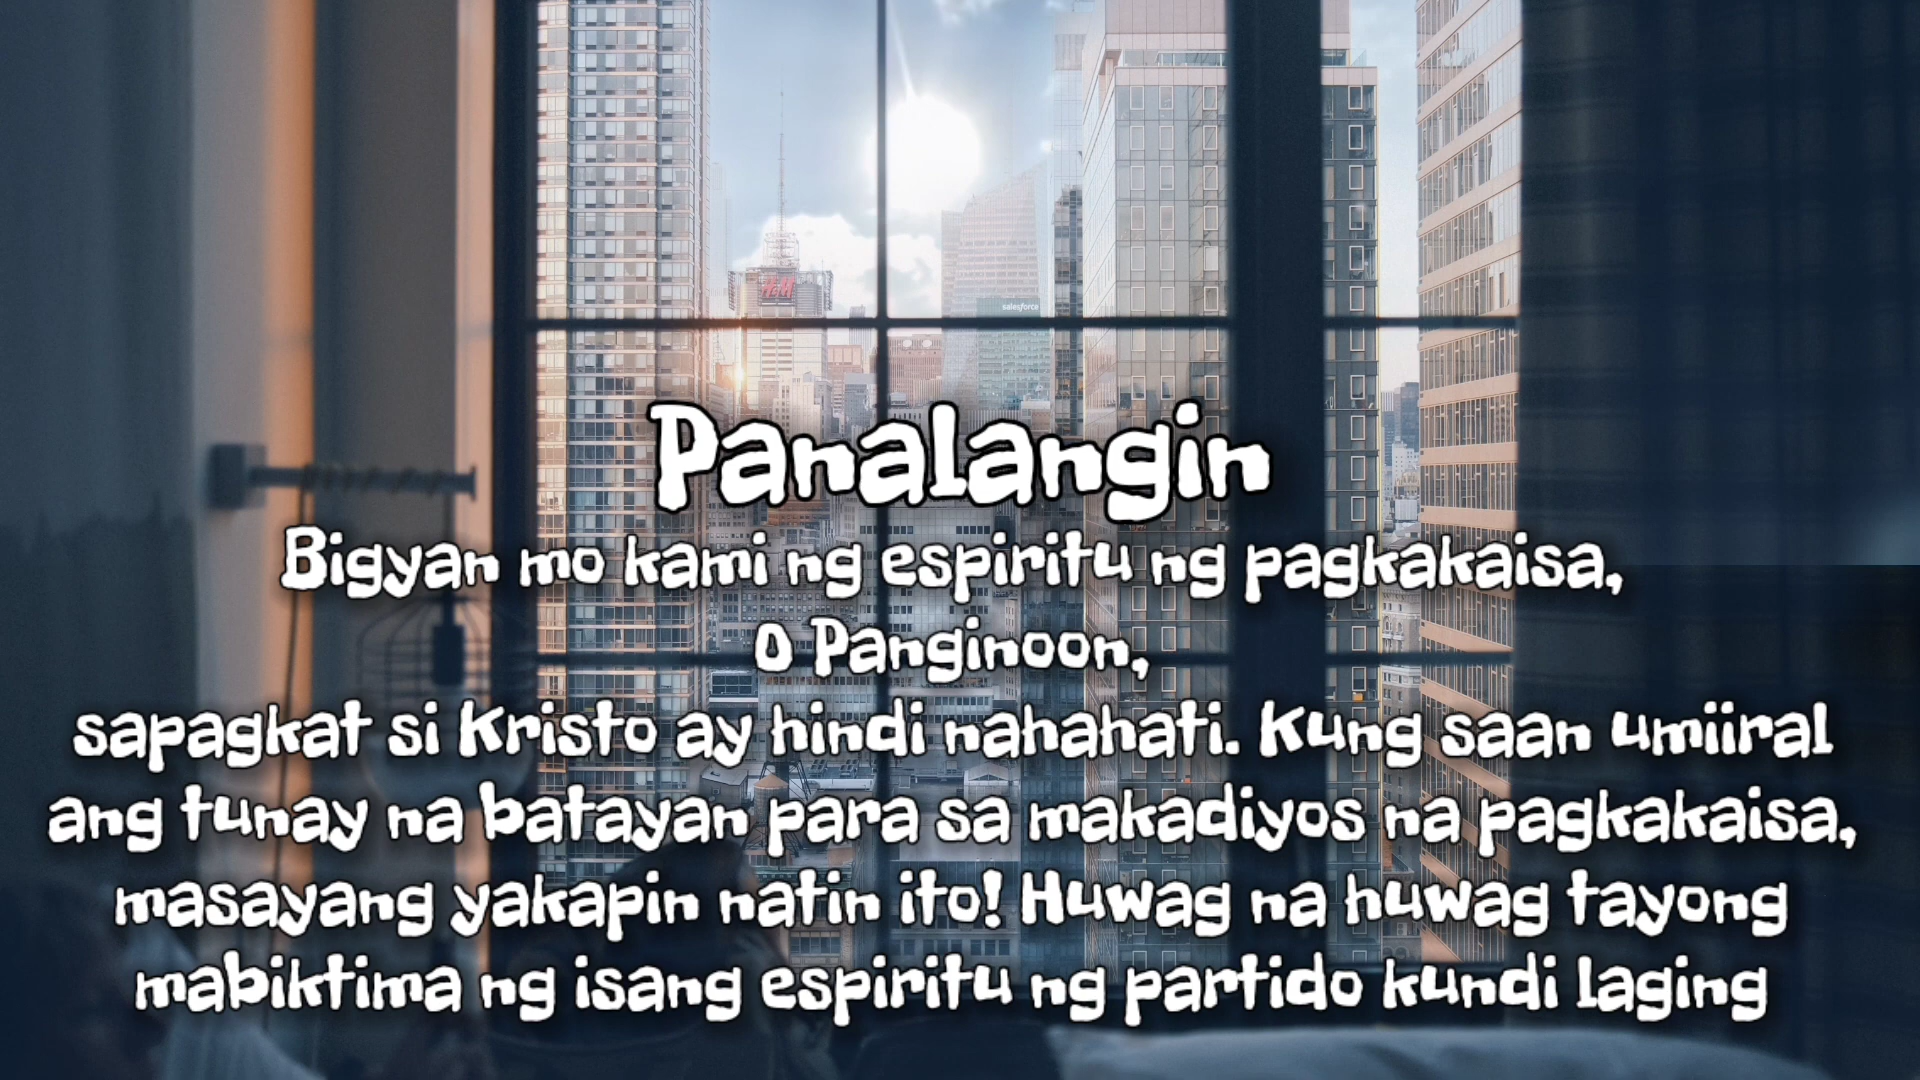 H&M
salesforce
Panalangin
Bigyan mo kami ng espiritu ng pagkakaisa,
O Panginoon,
sapagkat si Kristo ay hindi nahahati. Kung saan umiiral
ang tunay na batayan para sa makadiyos na pagkakaisa,
masayang yakapin natin ito! Huwag na huwag tayong
mabiktima ng isang espiritu ng partido kundi laging